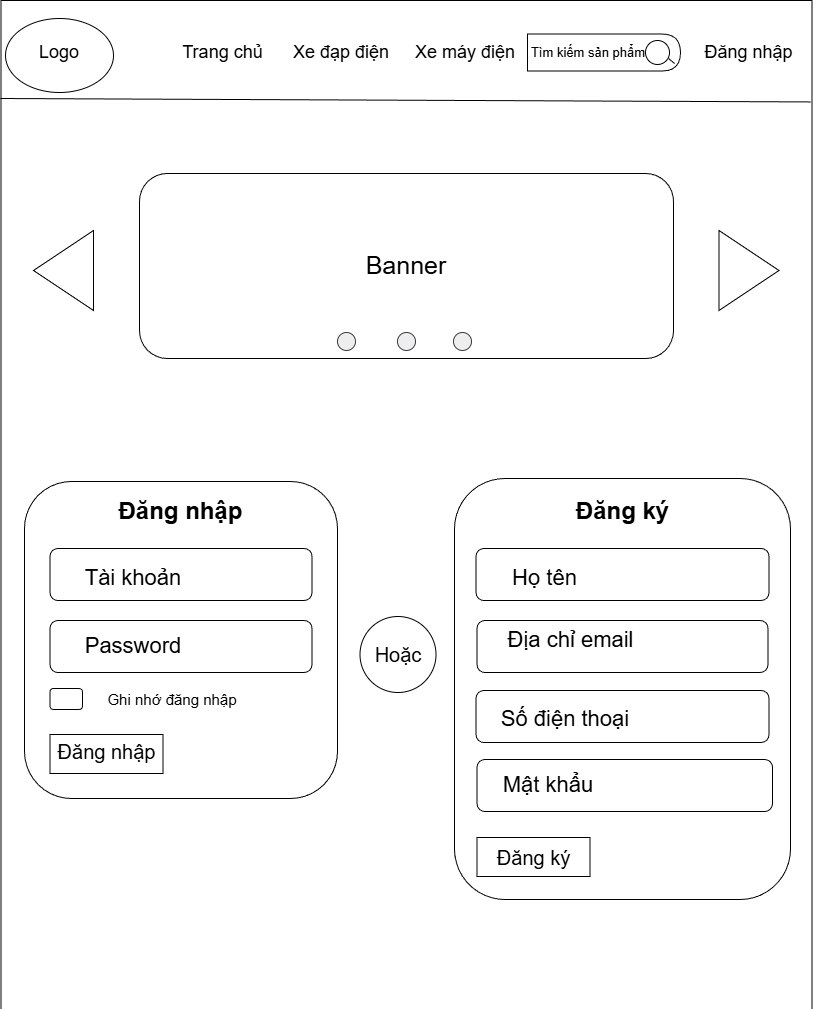 Logo
Trang chủ
Xe đạp điện
Xe máy điện
Tìm kiếm sản phẩm
Đăng nhập
Banner
Đăng nhập
Tài khoản
Password
Ghi nhớ đăng nhập
Đăng nhập
Hoặc
Đăng ký
Họ tên
Địa chỉ email
Số điện thoại
Mật khẩu
Đăng ký